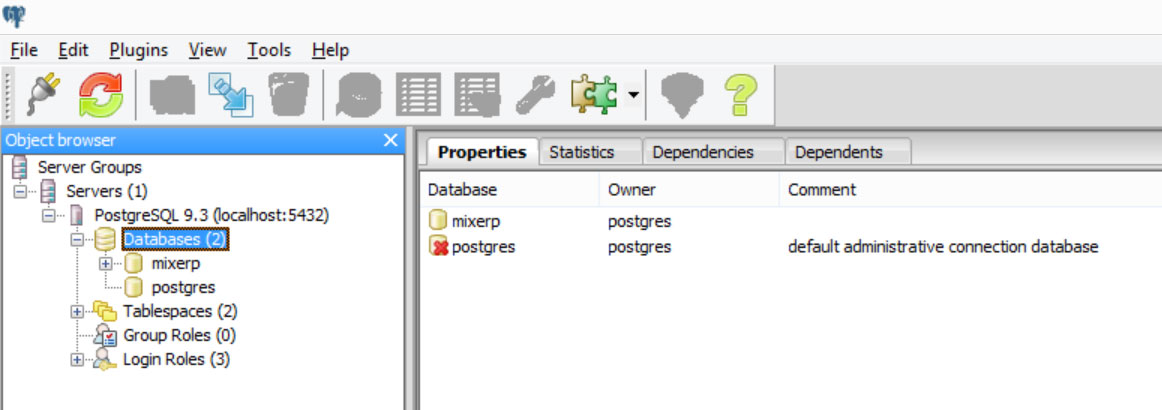 File Edit Plugins View Tools Help
Object browser
Server Groups
Servers (1)
PostgreSQL 9.3 (localhost:5432)
Databases (2)
mixerp
postgres
Tablespaces (2)
Group Roles (0)
Login Roles (3)
Properties Statistics Dependencies Dependents
Database Owner Comment
mixerp postgres
postgres postgres default administrative connection database